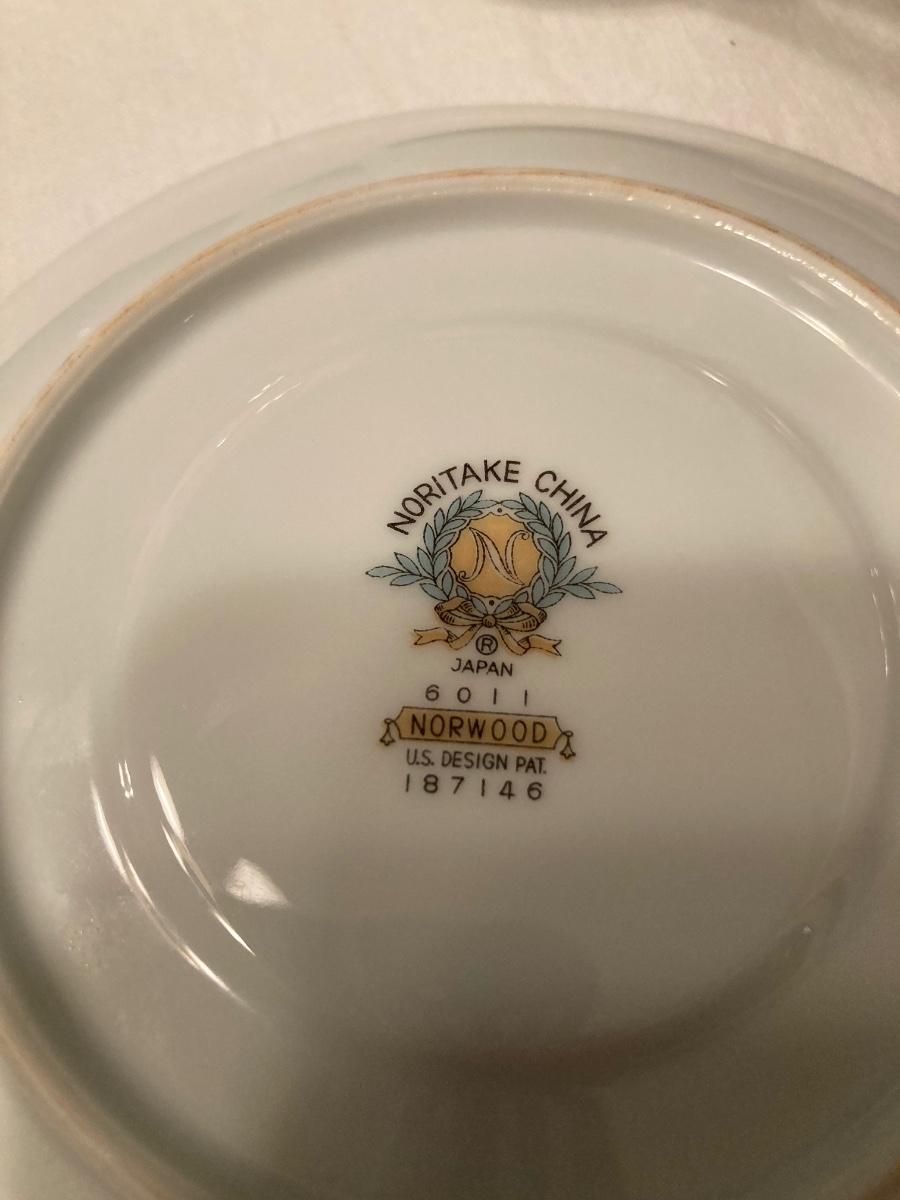 NORITAKE CHINA
N
®
JAPAN
6011
NORWOOD
U.S. DESIGN PAT.
187146